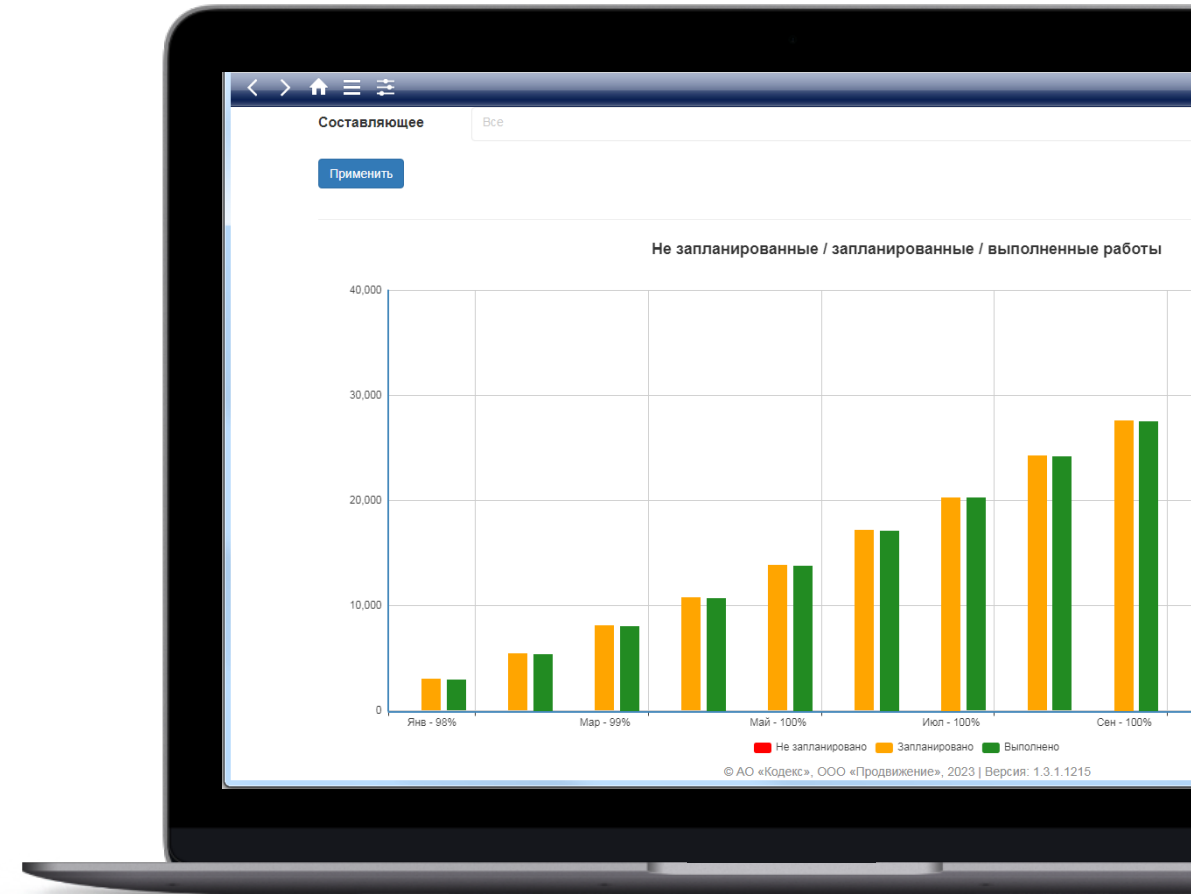 Составляющее
Все
Применить
Не запланированные / запланированные / выполненные работы
40,000
30,000
20,000
10,000
0
Янв - 98% Мар - 99% Май - 100% Июл - 100% Сен - 100%
Не запланировано Запланировано Выполнено
© АО «Кодекс», ООО «Продвижение», 2023 | Версия: 1.3.1.1215